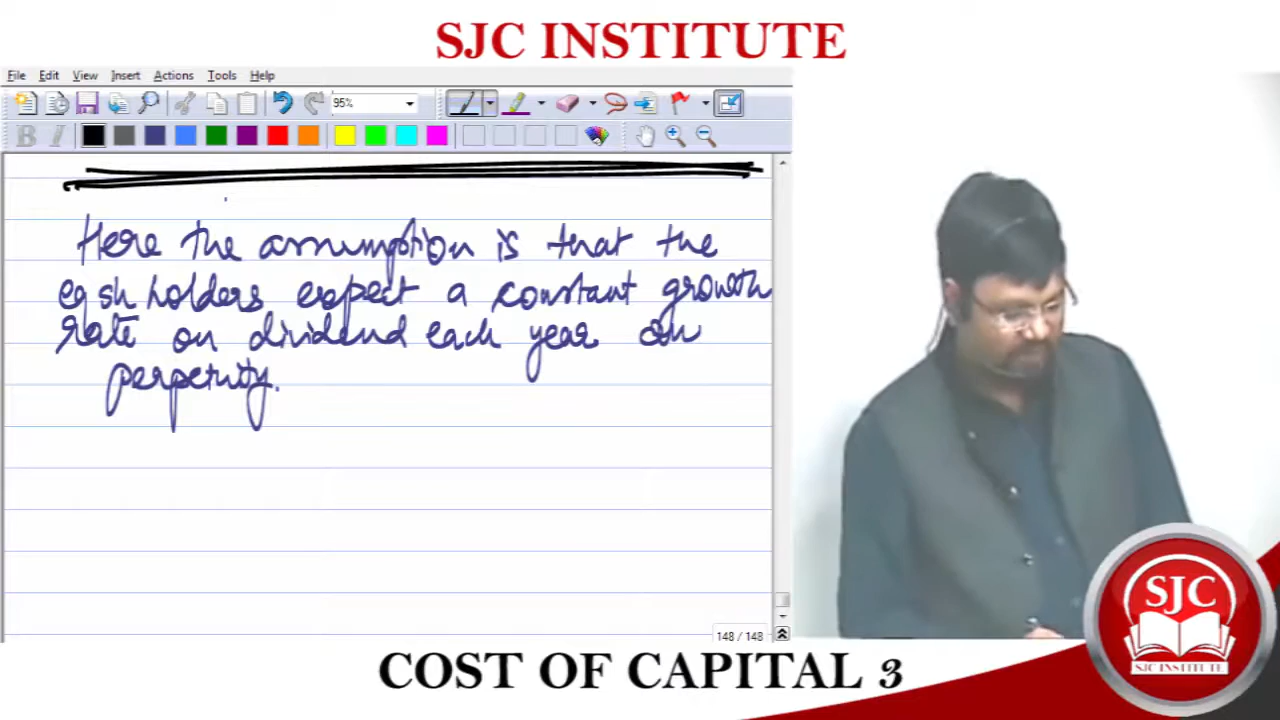 SJC INSTITUTE
File Edit View Insert Actions Tools Help
95%
B I
Here the assumption is that the
eq sh holders expect a constant growth
rate on dividend each year on
perpetuity.
148 / 148
SJC
SJC INSTITUTE
COST OF CAPITAL 3